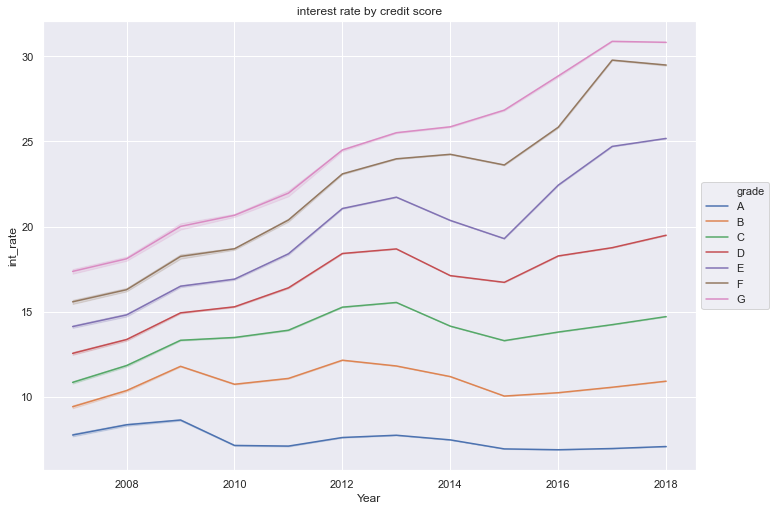 interest rate by credit score
30
25
20
15
10
int_rate
2008 2010 2012 2014 2016 2018
Year
grade
A
B
C
D
E
F
G